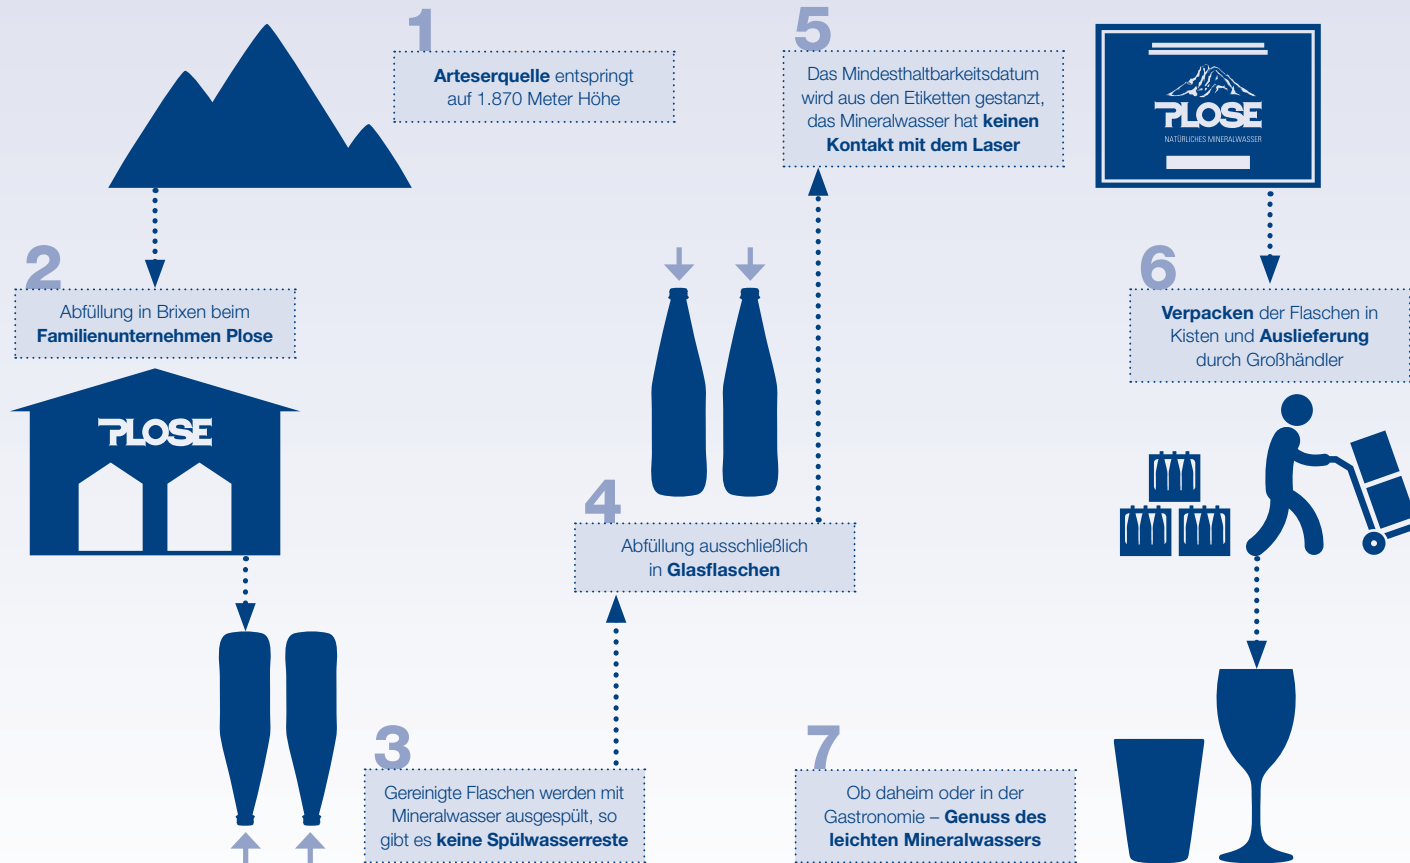 1
Arteserquelle entspringt
auf 1.870 Meter Höhe
2
Abfüllung in Brixen beim
Familienunternehmen Plose
PLOSE
3
Gereinigte Flaschen werden mit
Mineralwasser ausgespült, so
gibt es keine Spülwasserreste
4
Abfüllung ausschließlich
in Glasflaschen
5
Das Mindesthaltbarkeitsdatum
wird aus den Etiketten gestanzt,
das Mineralwasser hat keinen
Kontakt mit dem Laser
PLOSE
NATÜRLICHES MINERALWASSER
6
Verpacken der Flaschen in
Kisten und Auslieferung
durch Großhändler
7
Ob daheim oder in der
Gastronomie – Genuss des
leichten Mineralwassers